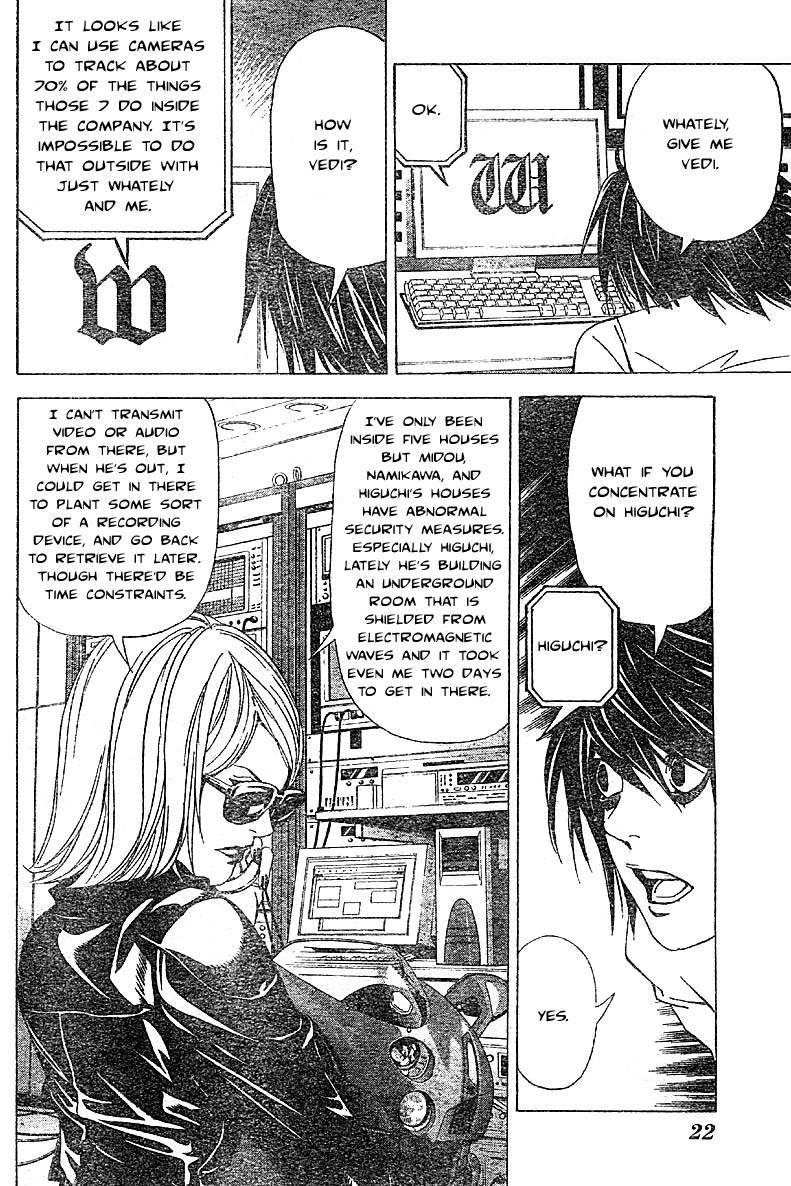 WHATELY,
GIVE ME
VEDI.
OK.
W
HOW
IS IT,
VEDI?
IT LOOKS LIKE
I CAN USE CAMERAS
TO TRACK ABOUT
70% OF THE THINGS
THOSE 7 DO INSIDE
THE COMPANY. IT'S
IMPOSSIBLE TO DO
THAT OUTSIDE WITH
JUST WHATELY
AND ME.
W
WHAT IF YOU
CONCENTRATE
ON HIGUCHI?
HIGUCHI?
YES.
I'VE ONLY BEEN
INSIDE FIVE HOUSES
BUT MIDOU,
NAMIKAWA, AND
HIGUCHI'S HOUSES
HAVE ABNORMAL
SECURITY MEASURES.
ESPECIALLY HIGUCHI,
LATELY HE'S BUILDING
AN UNDERGROUND
ROOM THAT IS
SHIELDED FROM
ELECTROMAGNETIC
WAVES AND IT TOOK
EVEN ME TWO DAYS
TO GET IN THERE.
I CAN'T TRANSMIT
VIDEO OR AUDIO
FROM THERE, BUT
WHEN HE'S OUT, I
COULD GET IN THERE
TO PLANT SOME SORT
OF A RECORDING
DEVICE, AND GO BACK
TO RETRIEVE IT LATER.
THOUGH THERE'D BE
TIME CONSTRAINTS.
22